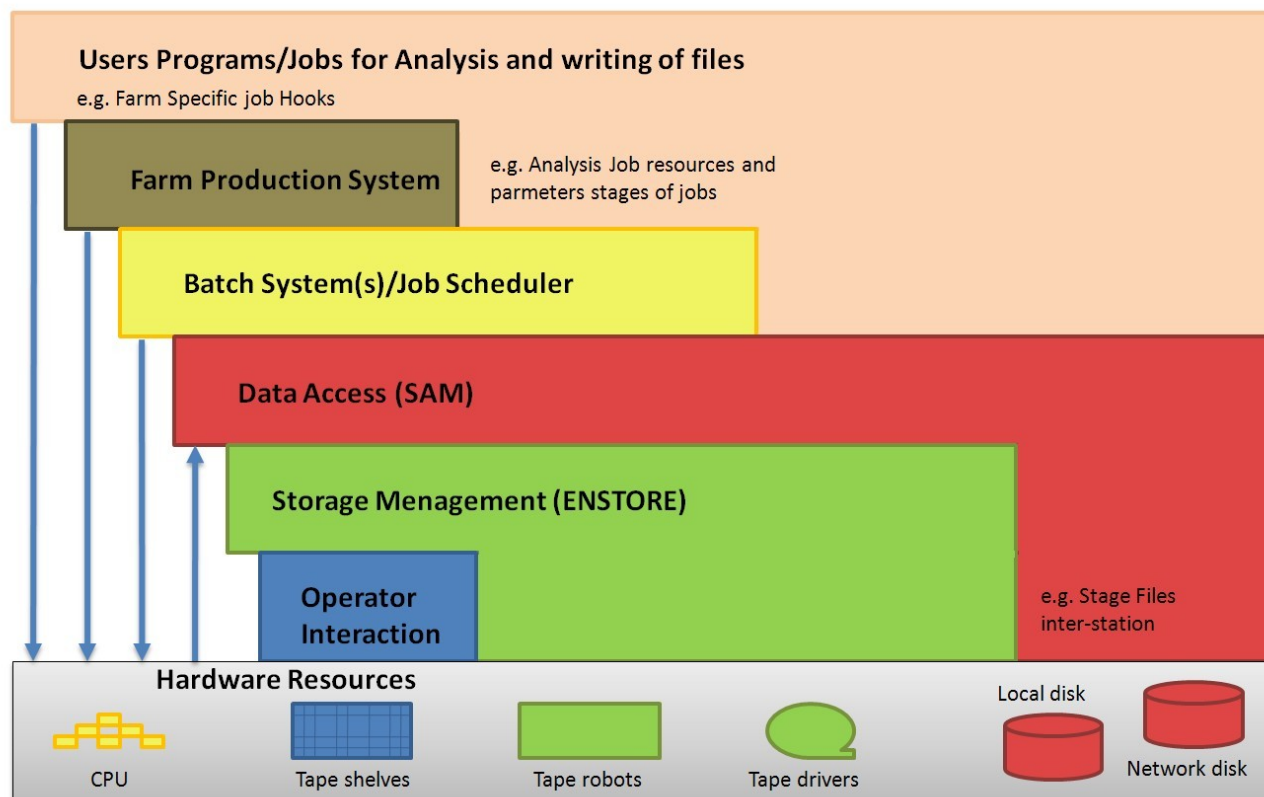 Users Programs/Jobs for Analysis and writing of files
e.g. Farm Specific job Hooks
Farm Production System
e.g. Analysis Job resources and
parmeters stages of jobs
Batch System(s)/Job Scheduler
Data Access (SAM)
Storage Menagement (ENSTORE)
Operator
Interaction
e.g. Stage Files
inter-station
Hardware Resources
Local disk
CPU
Tape shelves
Tape robots
Tape drivers
Network disk